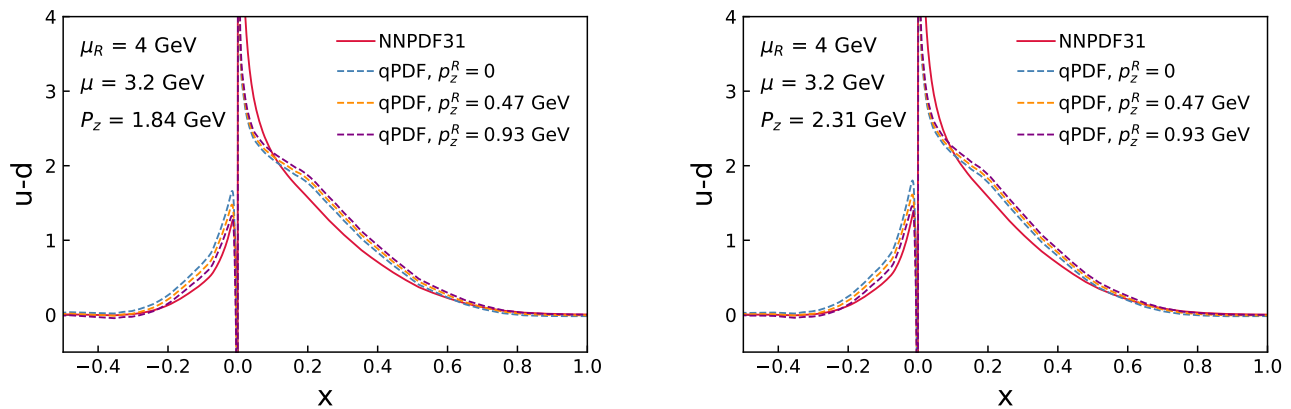 4
3
2
1
0
u-d
μ_R = 4 GeV
μ = 3.2 GeV
P_z = 1.84 GeV
NNPDF31
qPDF, p_z^R = 0
qPDF, p_z^R = 0.47 GeV
qPDF, p_z^R = 0.93 GeV
−0.4 −0.2 0.0 0.2 0.4 0.6 0.8 1.0
x
4
3
2
1
0
u-d
μ_R = 4 GeV
μ = 3.2 GeV
P_z = 2.31 GeV
NNPDF31
qPDF, p_z^R = 0
qPDF, p_z^R = 0.47 GeV
qPDF, p_z^R = 0.93 GeV
−0.4 −0.2 0.0 0.2 0.4 0.6 0.8 1.0
x